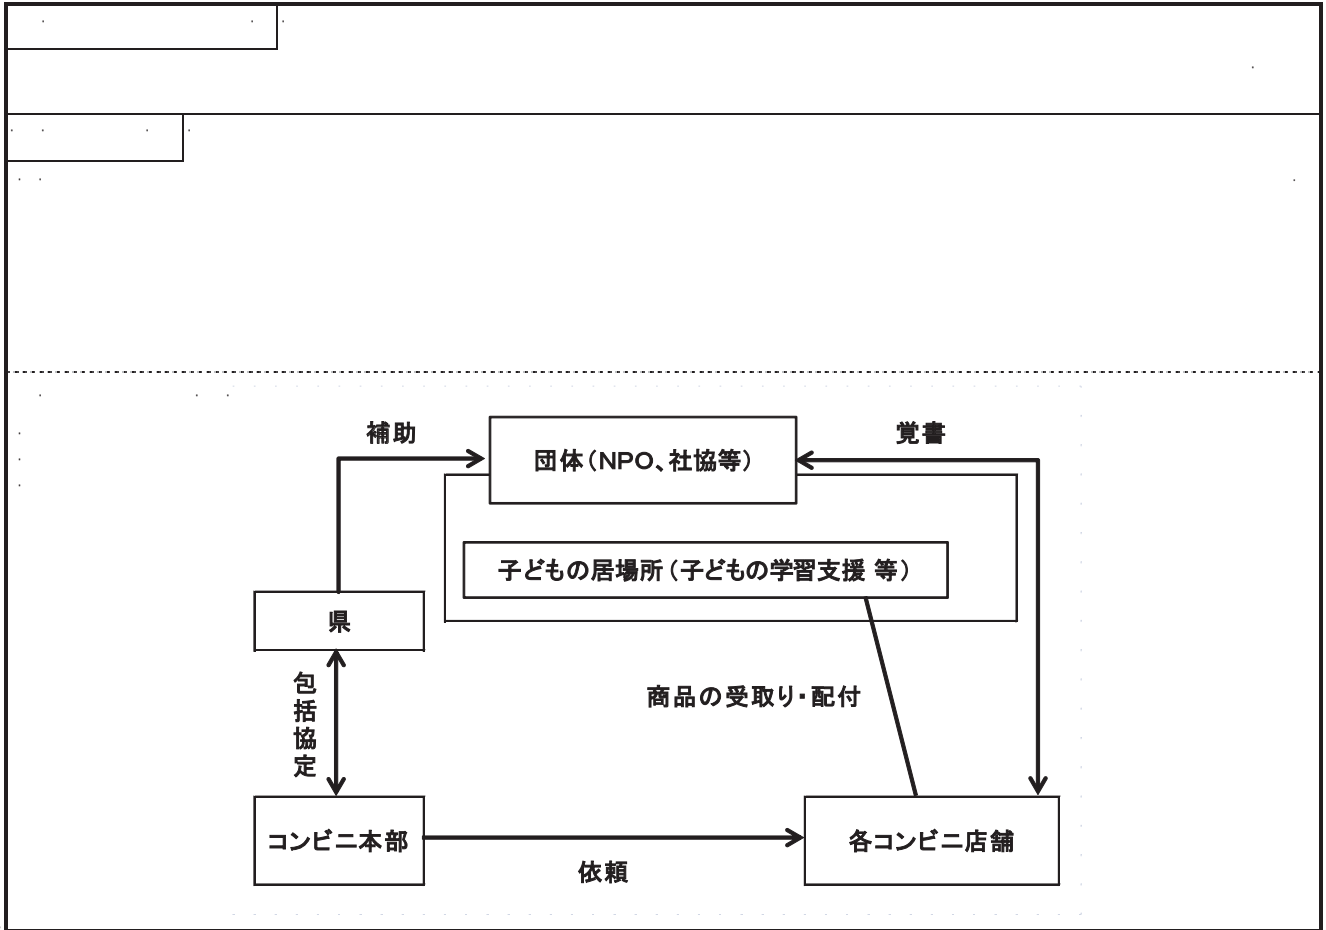 補助
覚書
団体（NPO、社協等）
子どもの居場所（子どもの学習支援 等）
県
包括協定
商品の受取り・配付
コンビニ本部
各コンビニ店舗
依頼